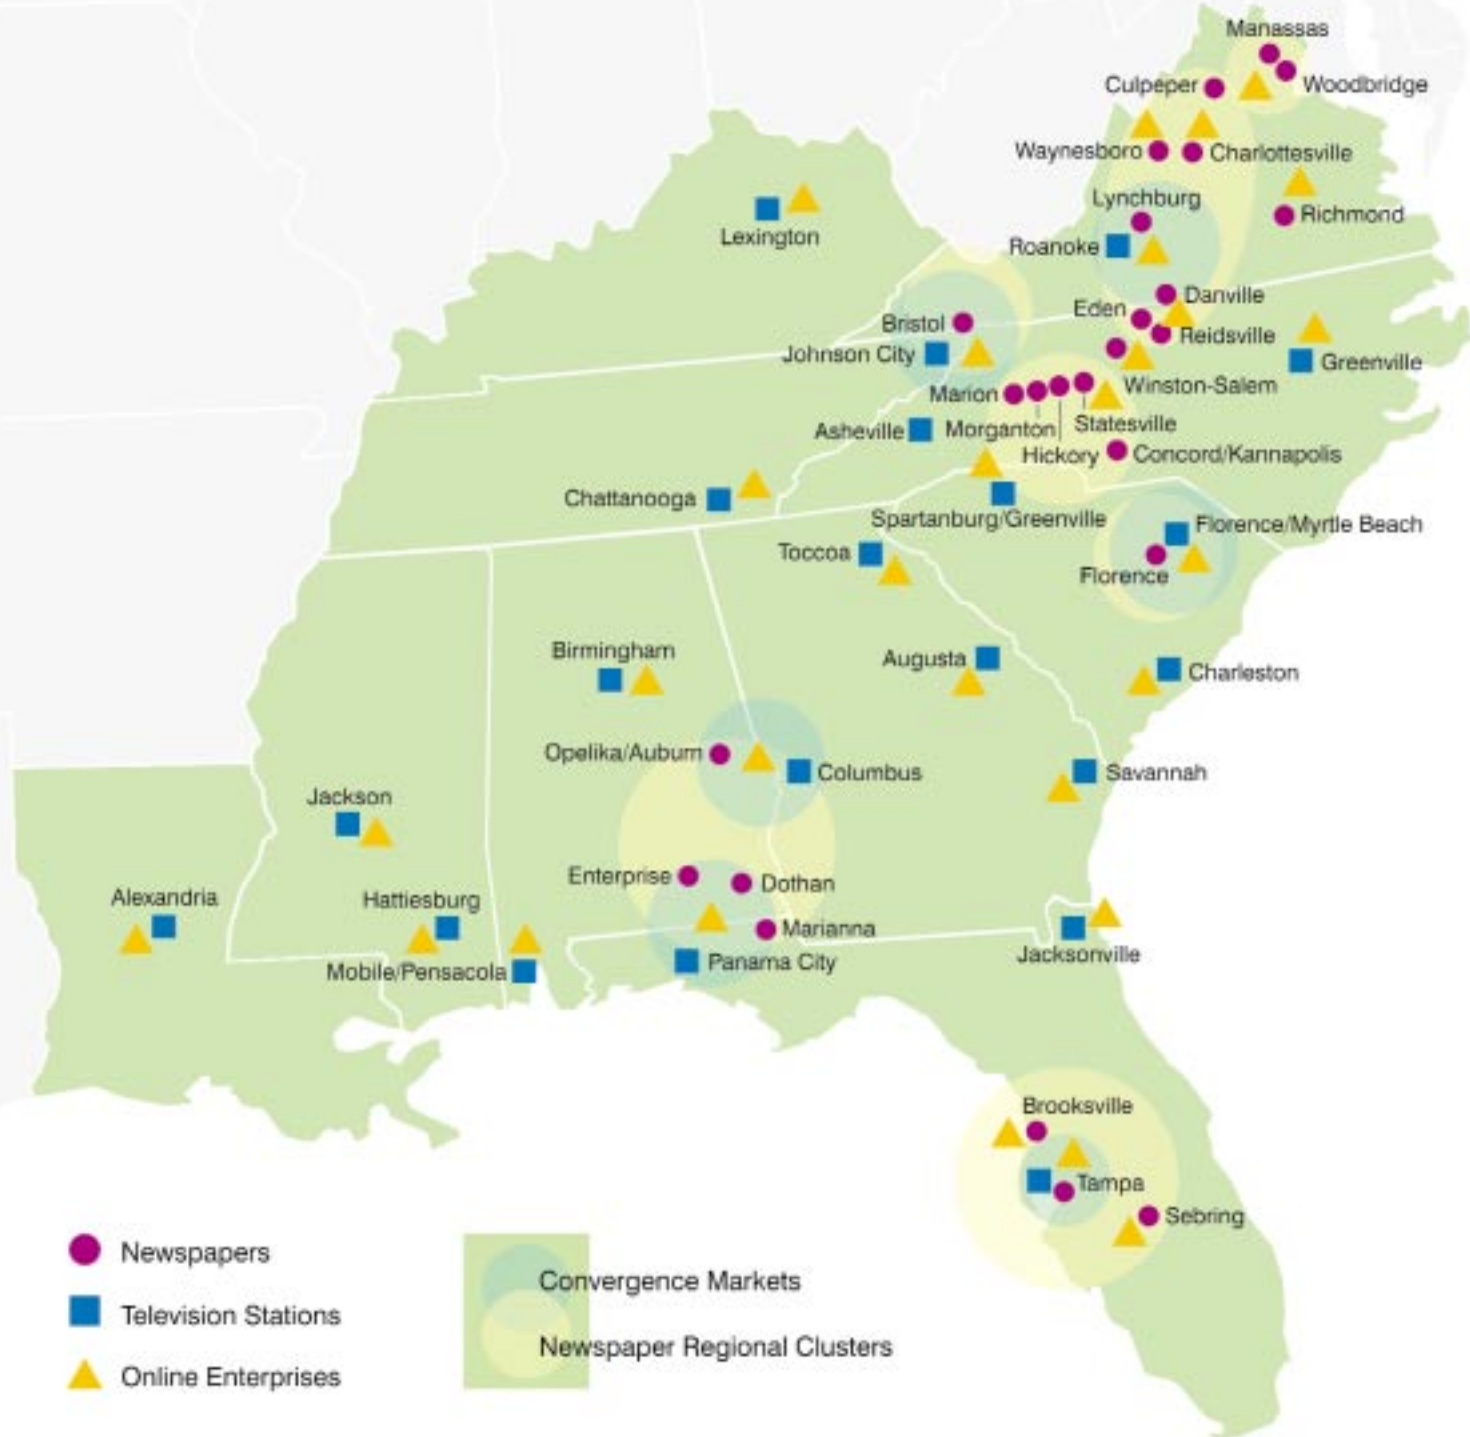 Manassas
Culpeper
Woodbridge
Waynesboro
Charlottesville
Lynchburg
Richmond
Lexington
Roanoke
Danville
Eden
Bristol
Reidsville
Johnson City
Greenville
Winston-Salem
Marion
Statesville
Asheville
Morganton
Hickory
Concord/Kannapolis
Chattanooga
Spartanburg/Greenville
Florence/Myrtle Beach
Toccoa
Florence
Birmingham
Augusta
Charleston
Opelika/Auburn
Columbus
Savannah
Jackson
Enterprise
Dothan
Alexandria
Hattiesburg
Marianna
Jacksonville
Mobile/Pensacola
Panama City
Brooksville
Tampa
Sebring
Newspapers
Television Stations
Online Enterprises
Convergence Markets
Newspaper Regional Clusters